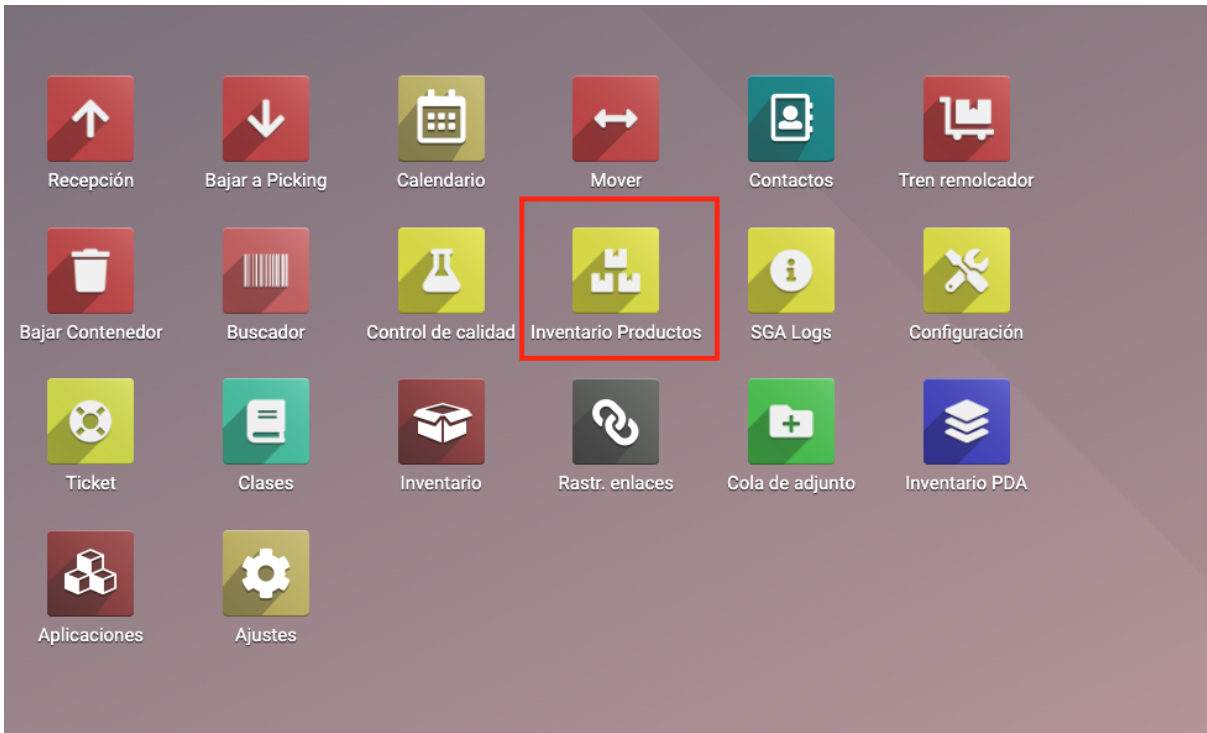 Recepción
Bajar a Picking
Calendario
Mover
Contactos
Tren remolcador
Bajar Contenedor
Buscador
Control de calidad
Inventario Productos
SGA Logs
Configuración
Ticket
Clases
Inventario
Rastr. enlaces
Cola de adjunto
Inventario PDA
Aplicaciones
Ajustes